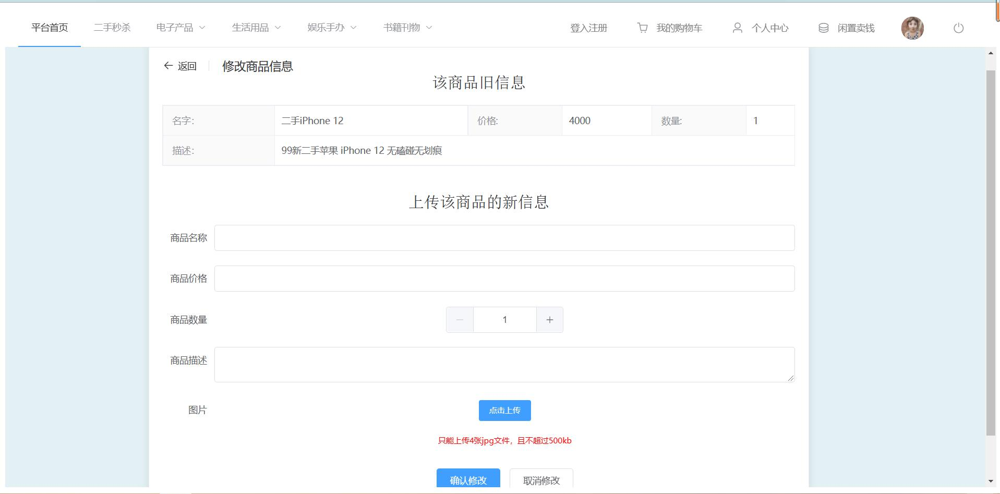 平台首页 二手秒杀 电子产品 生活用品 娱乐手办 书籍刊物 登入注册 我的购物车 个人中心 闲置卖钱
返回 修改商品信息
该商品旧信息
名字: 二手iPhone 12 价格: 4000 数量: 1
描述: 99新二手苹果 iPhone 12 无磕碰无划痕
上传该商品的新信息
商品名称
商品价格
商品数量 1
商品描述
图片 点击上传
只能上传4张jpg文件，且不超过500kb
确认修改 取消修改